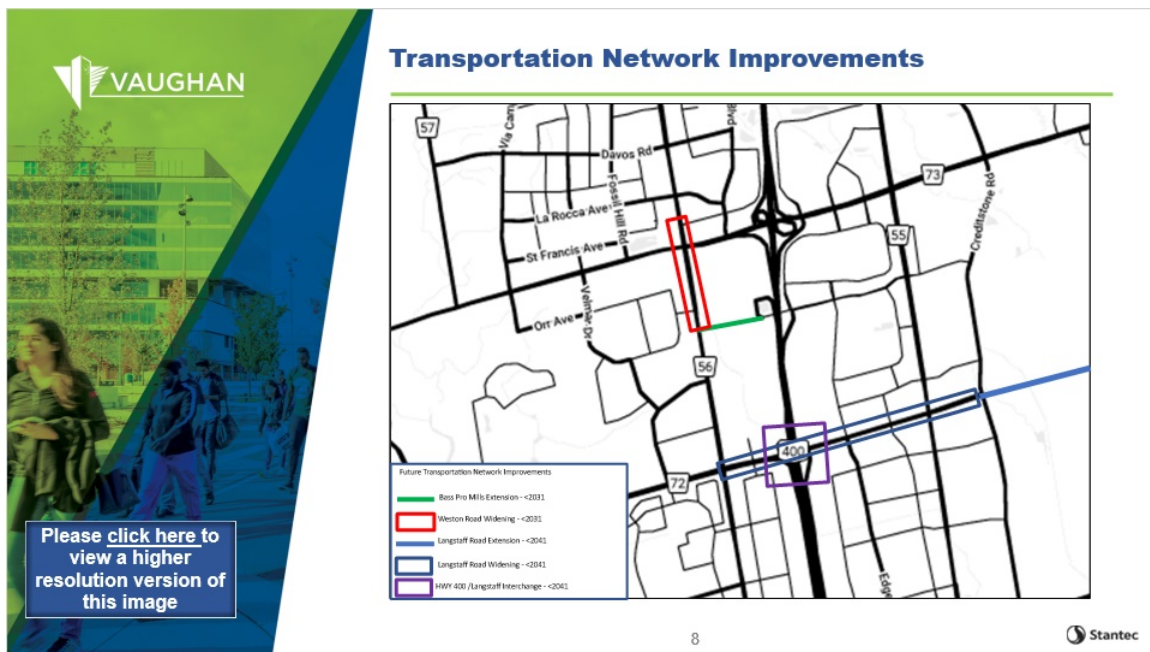 VAUGHAN
Transportation Network Improvements
57
Via Cam
Blvd
Davos Rd
Fossil Hill Rd
73
La Rocca Ave
Creditstone Rd
55
St Francis Ave
Velmar Dr
Orr Ave
56
400
72
Edge
Future Transportation Network Improvements
Bass Pro Mills Extension - <2031
Weston Road Widening - <2031
Langstaff Road Extension - <2041
Langstaff Road Widening - <2041
HWY 400 /Langstaff Interchange - <2041
Please click here to
view a higher
resolution version of
this image
8
Stantec